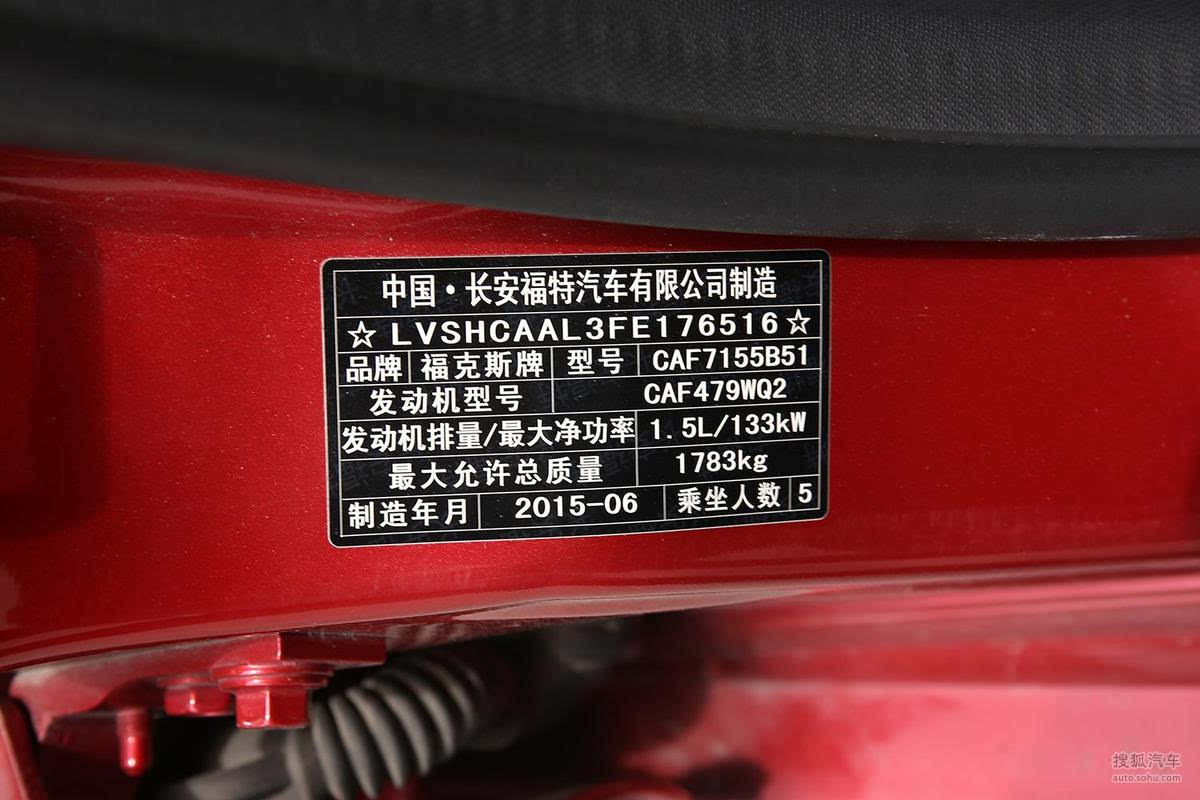 中国·长安福特汽车有限公司制造
☆LVSHCAAL3FE176516☆
品牌 福克斯牌 型号 CAF7155B51
发动机型号 CAF479WQ2
发动机排量/最大净功率 1.5L/133kW
最大允许总质量 1783kg
制造年月 2015-06 乘坐人数 5
搜狐汽车
auto.sohu.com